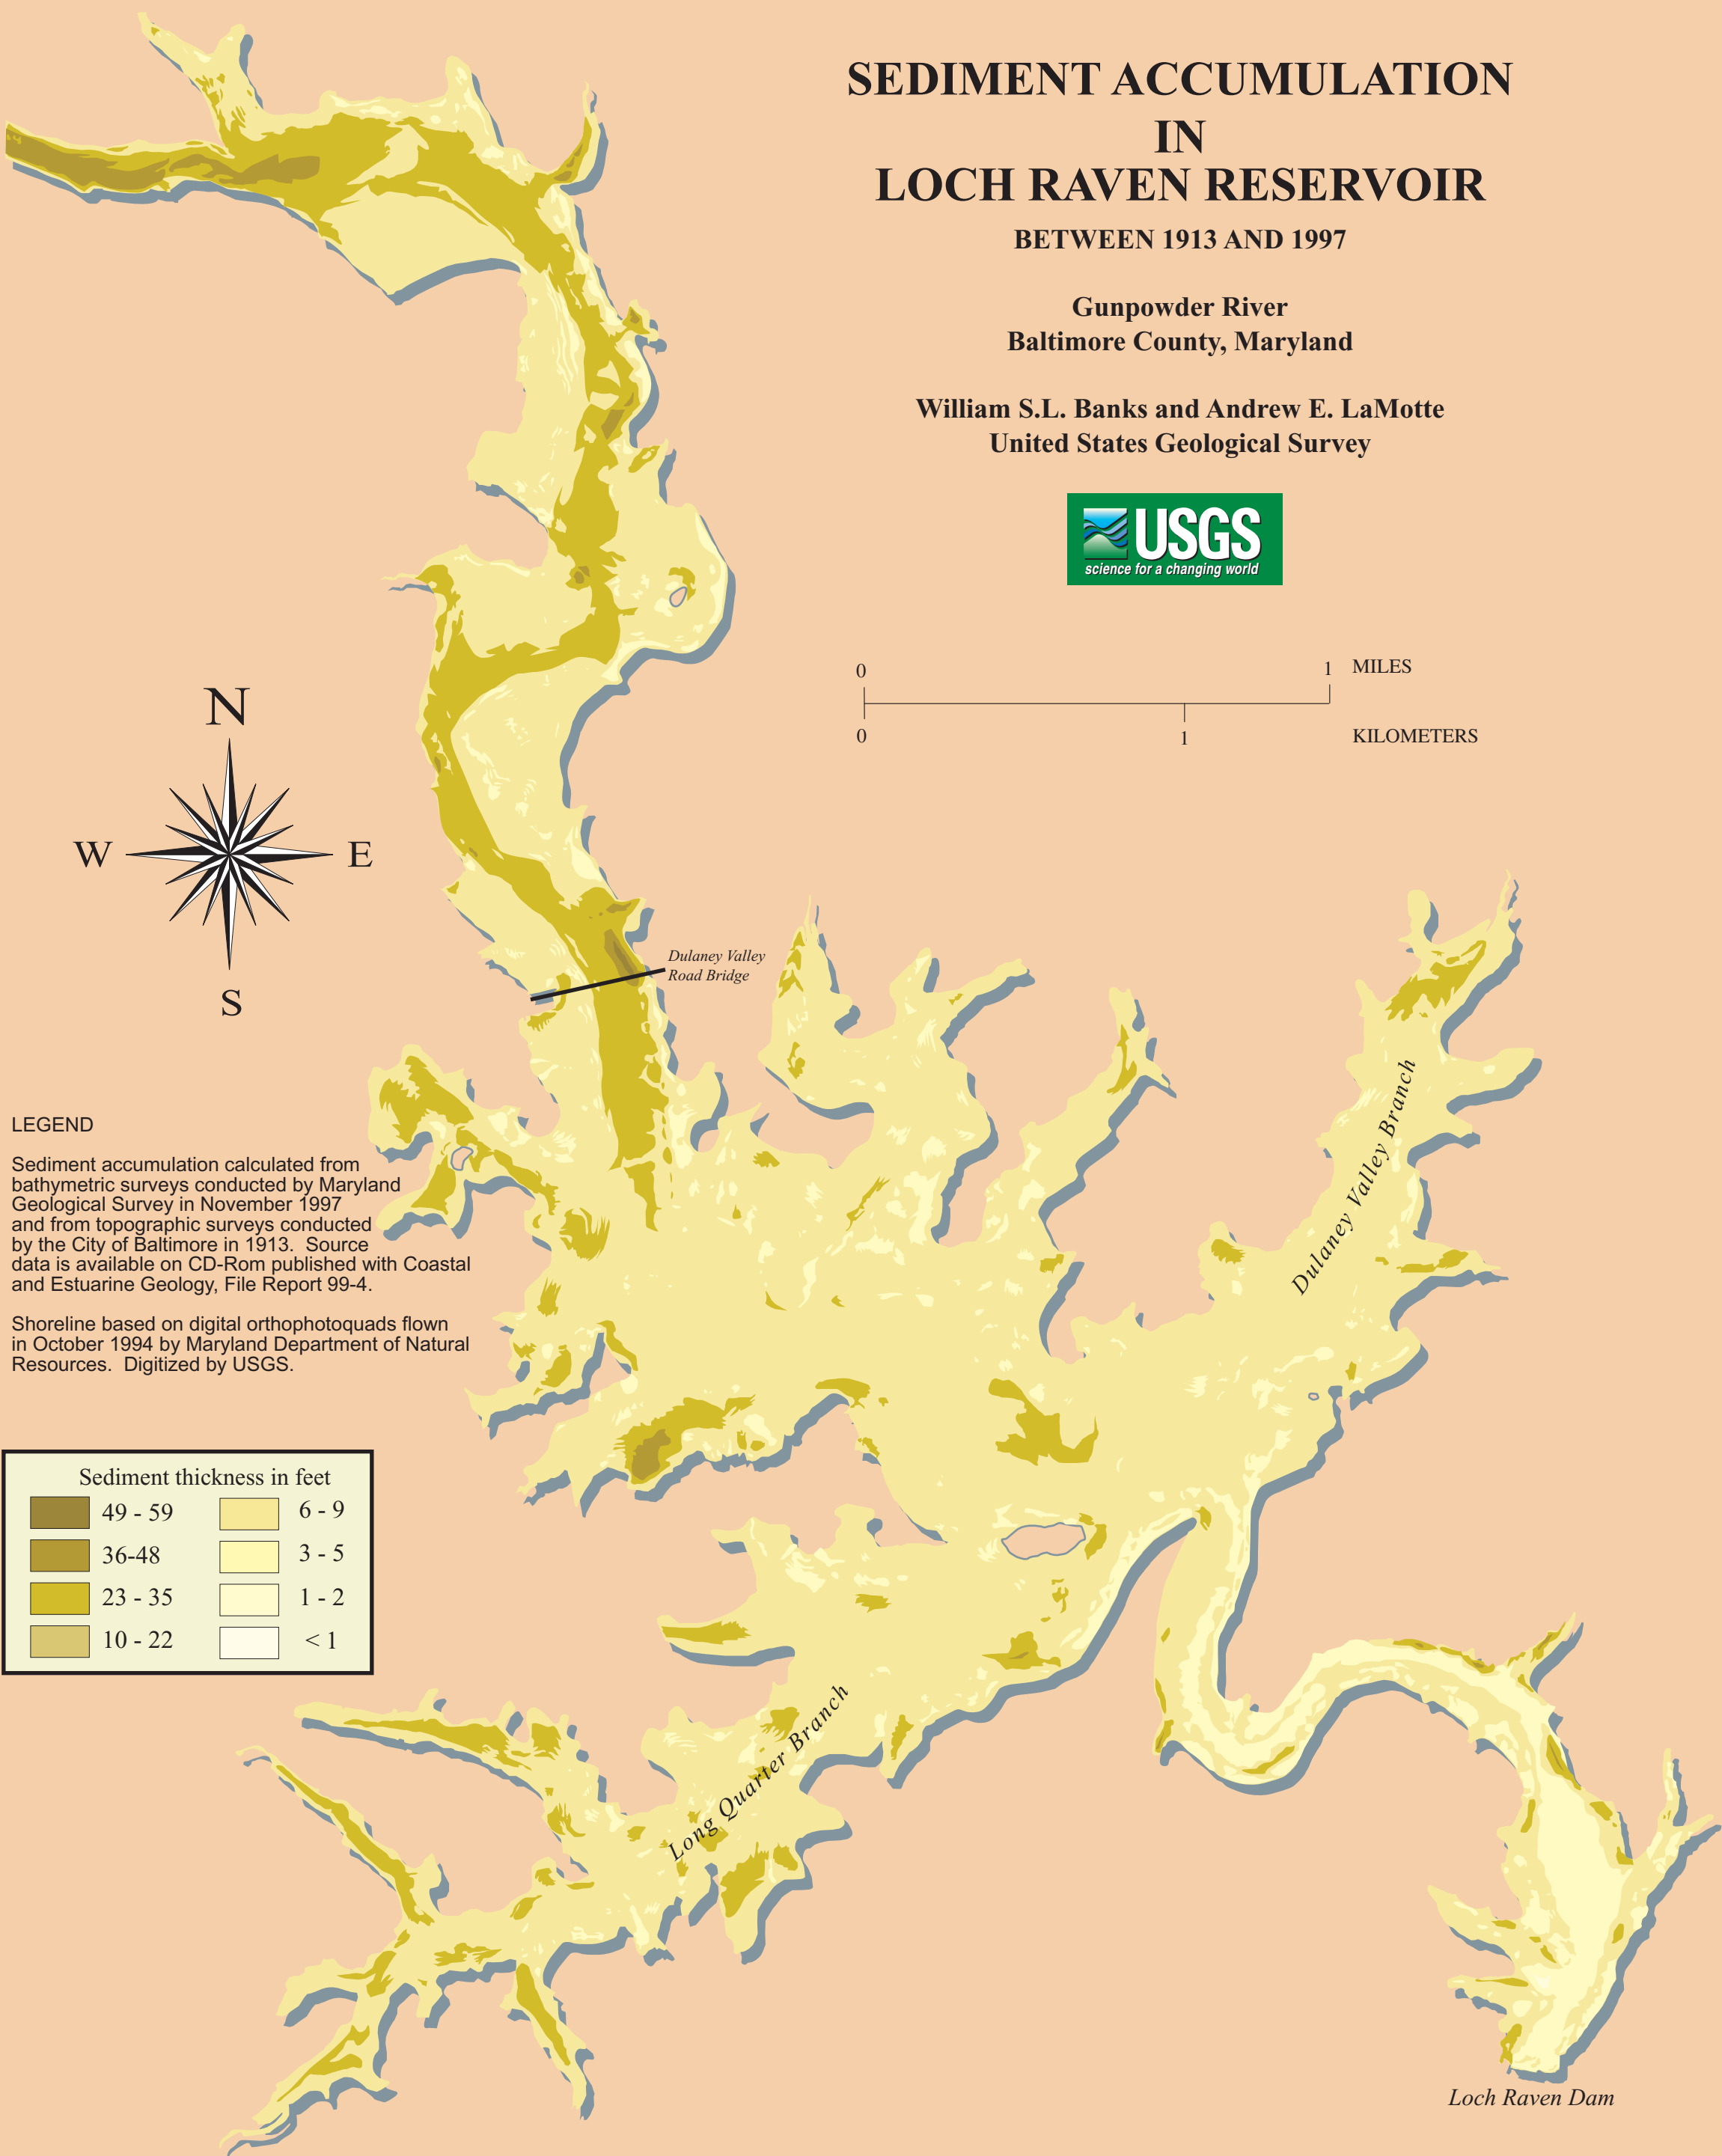 SEDIMENT ACCUMULATION
IN
LOCH RAVEN RESERVOIR
BETWEEN 1913 AND 1997
Gunpowder River
Baltimore County, Maryland
William S.L. Banks and Andrew E. LaMotte
United States Geological Survey
USGS
science for a changing world
0 1 MILES
0 1 KILOMETERS
N
W E
S
Dulaney Valley
Road Bridge
Dulaney Valley Branch
LEGEND
Sediment accumulation calculated from
bathymetric surveys conducted by Maryland
Geological Survey in November 1997
and from topographic surveys conducted
by the City of Baltimore in 1913. Source
data is available on CD-Rom published with Coastal
and Estuarine Geology, File Report 99-4.
Shoreline based on digital orthophotoquads flown
in October 1994 by Maryland Department of Natural
Resources. Digitized by USGS.
Sediment thickness in feet
49 - 59 6 - 9
36-48 3 - 5
23 - 35 1 - 2
10 - 22 < 1
Long Quarter Branch
Loch Raven Dam